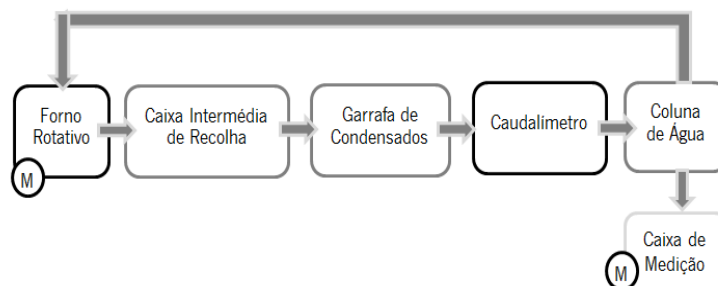 Forno
Rotativo
M
Caixa Intermédia
de Recolha
Garrafa de
Condensados
Caudalímetro
Coluna
de Água
Caixa de
Medição
M